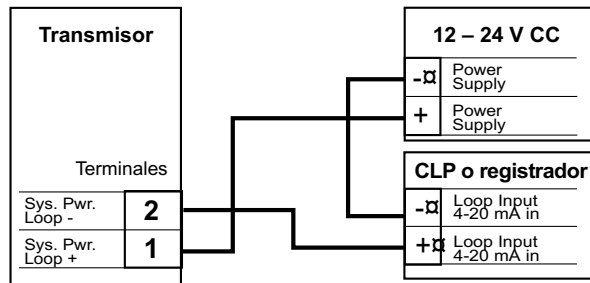 Transmisor
Terminales
Sys. Pwr.
Loop -
2
Sys. Pwr.
Loop +
1
12 – 24 V CC
-¤
Power
Supply
+
Power
Supply
CLP o registrador
-¤
Loop Input
4-20 mA in
+¤
Loop Input
4-20 mA in